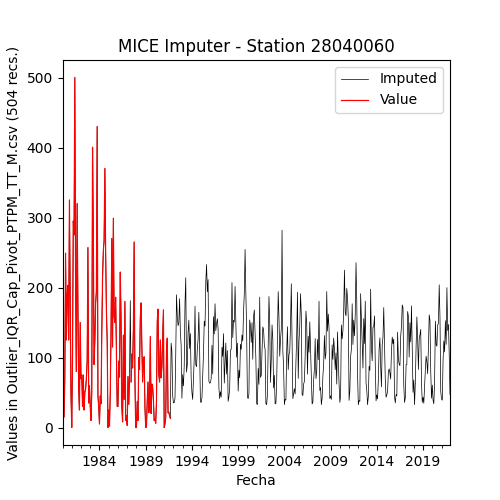 MICE Imputer - Station 28040060
Values in Outlier_IQR_Cap_Pivot_PTPM_TT_M.csv (504 recs.)
500
400
300
200
100
0
Imputed
Value
1984 1989 1994 1999 2004 2009 2014 2019
Fecha